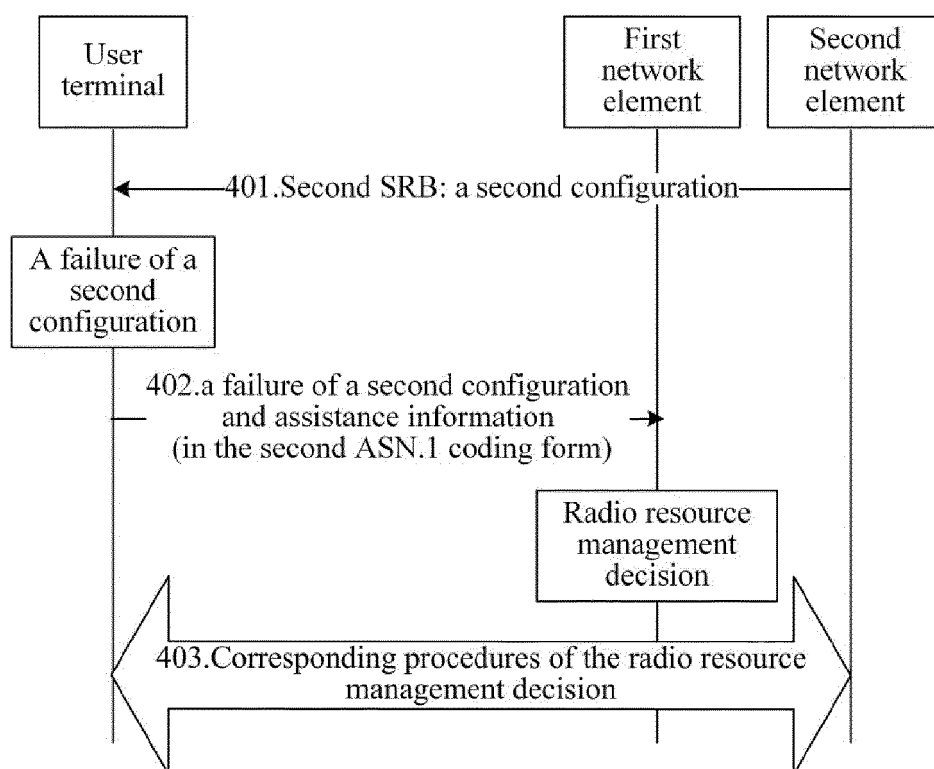 User
terminal
First
network
element
Second
network
element
401.Second SRB: a second configuration
A failure of a
second
configuration
402.a failure of a second configuration
and assistance information
(in the second ASN.1 coding form)
Radio resource
management
decision
403.Corresponding procedures of the radio resource
management decision